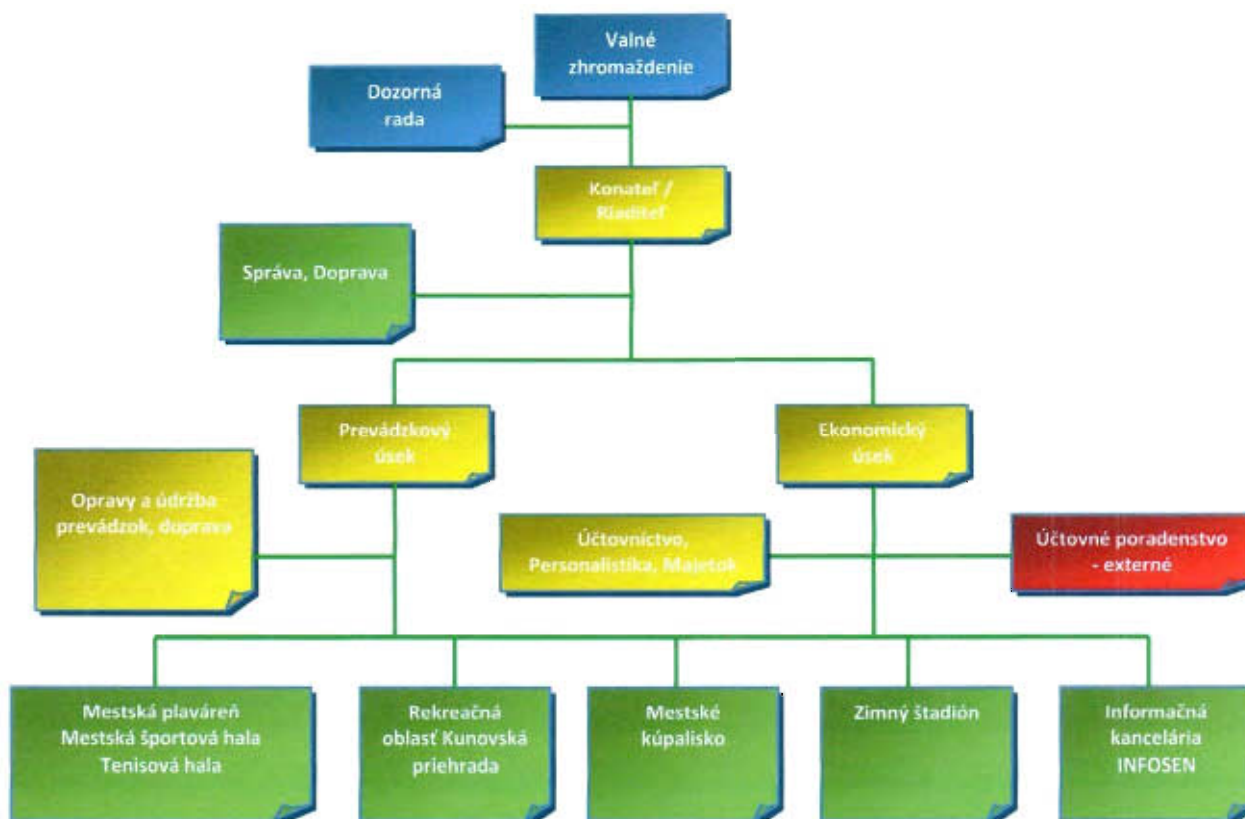 Valné
zhromaždenie
Dozorná
rada
Konateľ /
Riaditeľ
Správa, Doprava
Prevádzkový
úsek
Ekonomický
úsek
Opravy a údržba
prevádzok, doprava
Účtovníctvo,
Personalistika, Majetok
Účtovné poradenstvo
- externé
Mestská plaváreň
Mestská športová hala
Tenisová hala
Rekreačná
oblasť Kunovská
priehrada
Mestské
kúpalisko
Zimný štadión
Informačná
kancelária
INFOSEN